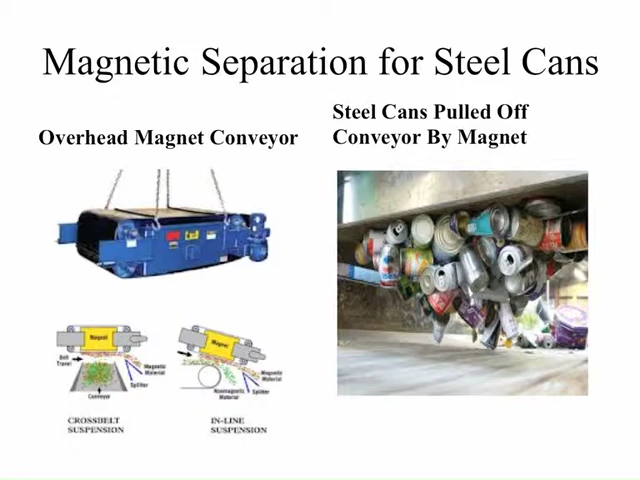 Magnetic Separation for Steel Cans
Overhead Magnet Conveyor
Steel Cans Pulled Off
Conveyor By Magnet
Magnet
Belt
Travel
Magnetic
Material
Splitter
Conveyor
CROSSBELT
SUSPENSION
Magnet
Magnetic
Material
Nonmagnetic
Material
Splitter
IN-LINE
SUSPENSION